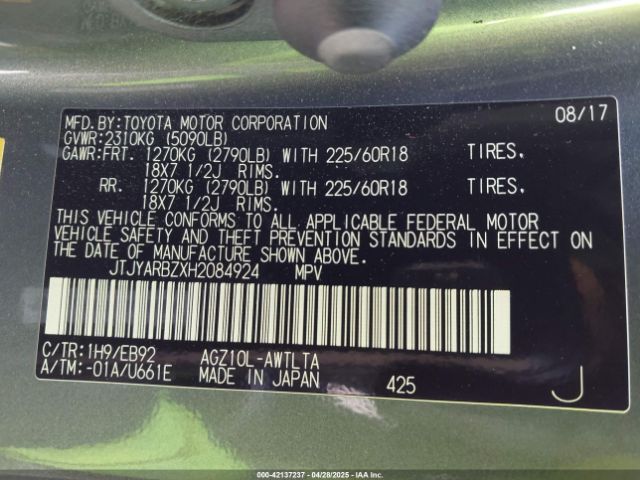 MFD.BY:TOYOTA MOTOR CORPORATION 08/17
GVWR:2310KG (5090LB)
GAWR:FRT. 1270KG (2790LB) WITH 225/60R18 TIRES,
18X7 1/2J RIMS.
RR. 1270KG (2790LB) WITH 225/60R18 TIRES,
18X7 1/2J RIMS.
THIS VEHICLE CONFORMS TO ALL APPLICABLE FEDERAL MOTOR
VEHICLE SAFETY AND THEFT PREVENTION STANDARDS IN EFFECT ON
THE DATE OF MANUFACTURE SHOWN ABOVE.
JTJYARBZXH2084924 MPV
C/TR:1H9/EB92 AGZ10L-AWTLTA
A/TM:-01A/U661E MADE IN JAPAN 425 J
000-42137237 - 04/28/2025 - IAA Inc.